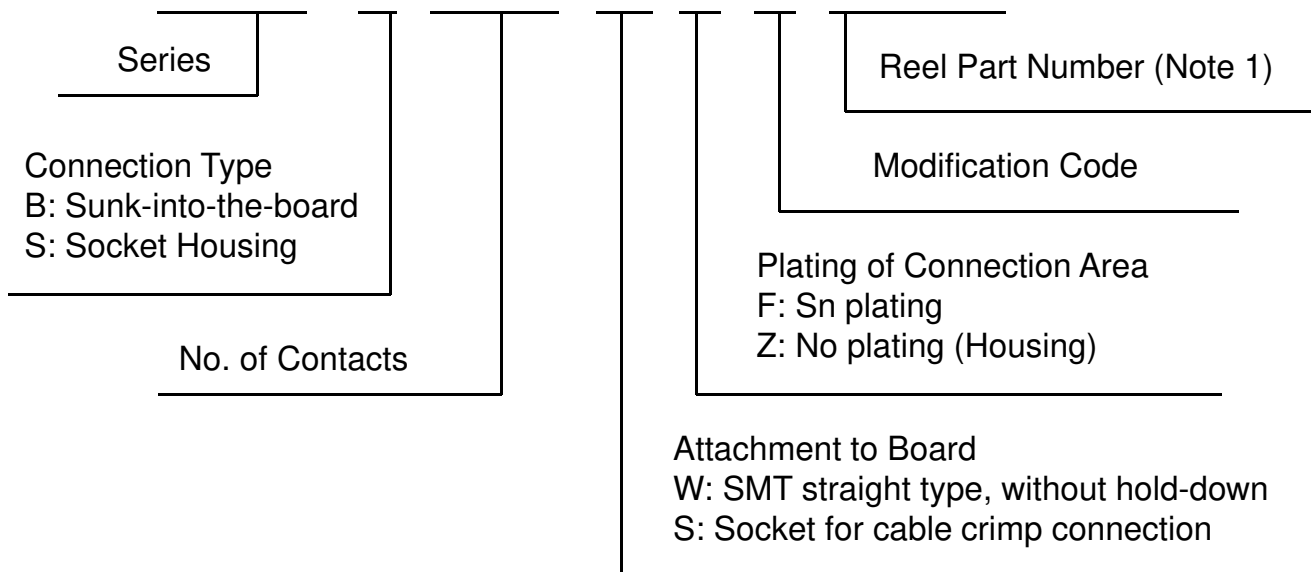 Series
Reel Part Number (Note 1)
Connection Type
B: Sunk-into-the-board
S: Socket Housing
Modification Code
Plating of Connection Area
F: Sn plating
Z: No plating (Housing)
No. of Contacts
Attachment to Board
W: SMT straight type, without hold-down
S: Socket for cable crimp connection